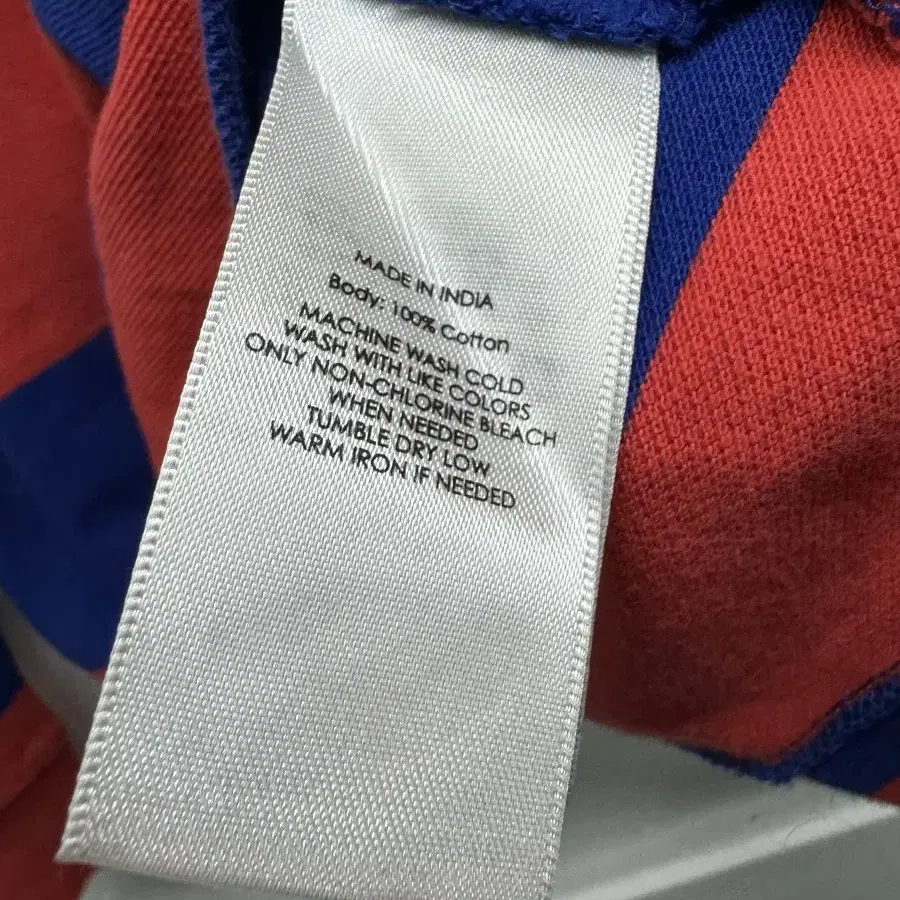 MADE IN INDIA
Body: 100% Cotton
MACHINE WASH COLD
WASH WITH LIKE COLORS
ONLY NON-CHLORINE BLEACH
WHEN NEEDED
TUMBLE DRY LOW
WARM IRON IF NEEDED